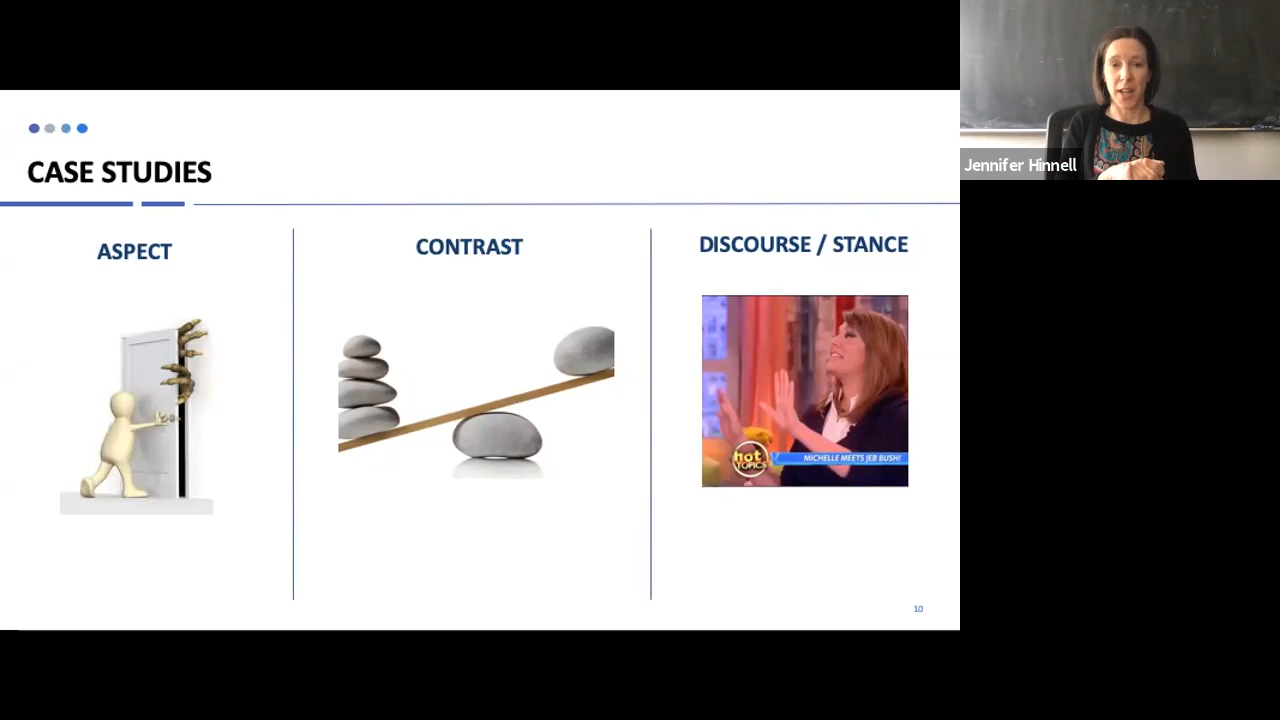 CASE STUDIES
ASPECT
CONTRAST
DISCOURSE / STANCE
hot
TOPICS
MICHELLE MEETS JEB BUSH!
10
Jennifer Hinnell